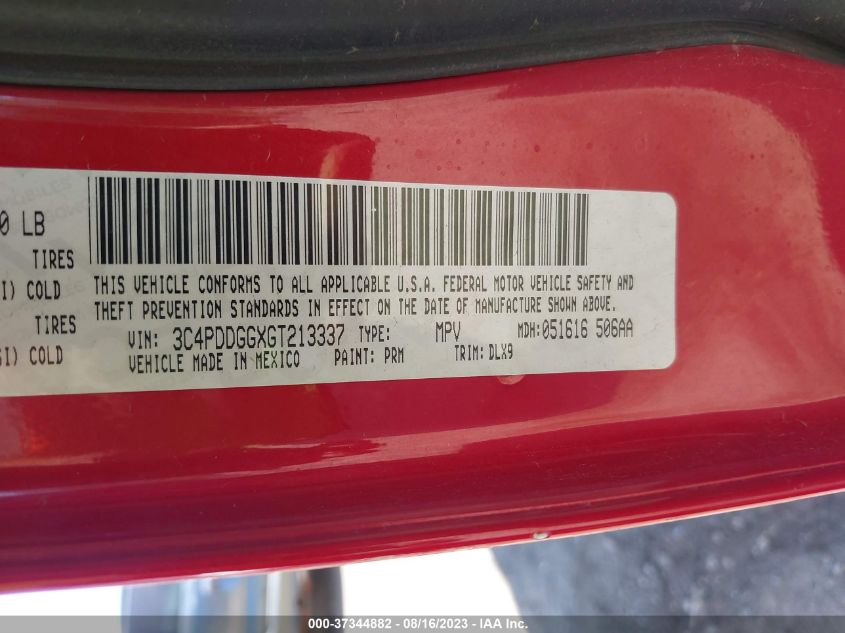 0 LB
TIRES
I) COLD
TIRES
SI) COLD
THIS VEHICLE CONFORMS TO ALL APPLICABLE U.S.A. FEDERAL MOTOR VEHICLE SAFETY AND
THEFT PREVENTION STANDARDS IN EFFECT ON THE DATE OF MANUFACTURE SHOWN ABOVE.
VIN: 3C4PDDGGXGT213337 TYPE: MPV MDH: 051616 506AA
VEHICLE MADE IN MEXICO PAINT: PRM TRIM: DLX9
000-37344882 - 08/16/2023 - IAA Inc.